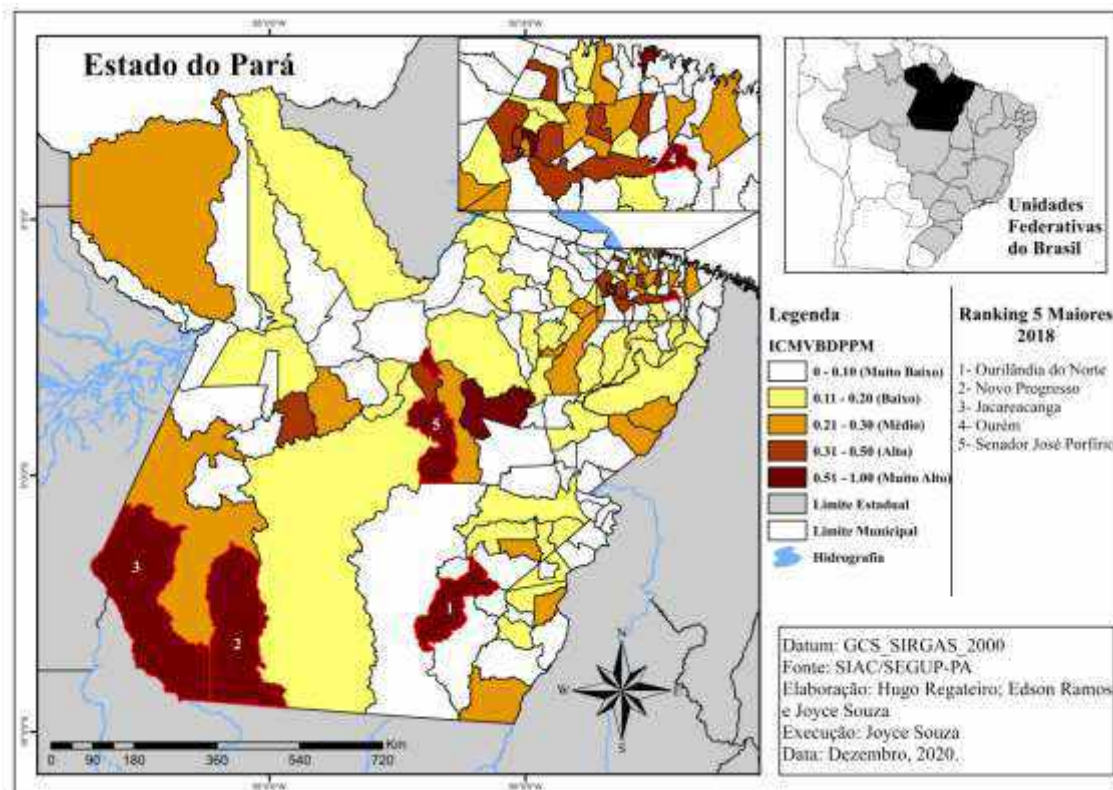 Estado do Pará
Unidades
Federativas
do Brasil
Legenda
ICMVBDPPM
0 - 0.10 (Muito Baixo)
0.11 - 0.20 (Baixo)
0.21 - 0.30 (Médio)
0.31 - 0.50 (Alto)
0.51 - 1.00 (Muito Alto)
Limite Estadual
Limite Municipal
Hidrografia
Ranking 5 Maiores
2018
1- Ourilândia do Norte
2- Novo Progresso
3- Jacareacanga
4- Ourém
5- Senador José Porfírio
5
3
2
1
N
W
S
Km
0 90 180 360 540 720
Datum: GCS_SIRGAS_2000
Fonte: SIAC/SEGUP-PA
Elaboração: Hugo Regateiro; Edson Ramos
e Joyce Souza
Execução: Joyce Souza
Data: Dezembro, 2020.